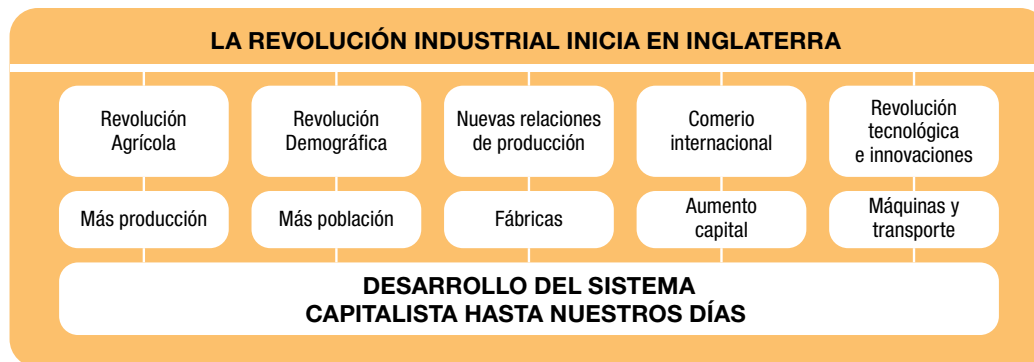 LA REVOLUCIÓN INDUSTRIAL INICIA EN INGLATERRA
Revolución
Agrícola
Revolución
Demográfica
Nuevas relaciones
de producción
Comerio
internacional
Revolución
tecnológica
e innovaciones
Más producción
Más población
Fábricas
Aumento
capital
Máquinas y
transporte
DESARROLLO DEL SISTEMA
CAPITALISTA HASTA NUESTROS DÍAS